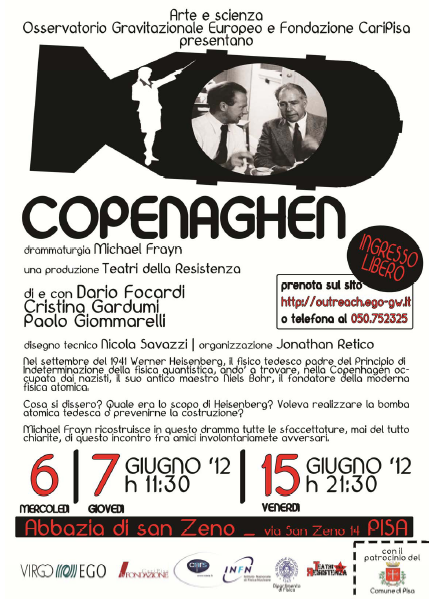 Arte e scienza
Osservatorio Gravitazionale Europeo e Fondazione CariPisa
presentano
COPENAGHEN
drammaturgia Michael Frayn
una produzione Teatri della Resistenza
INGRESSO
LIBERO
prenota sul sito
http://outreach.ego-gw.it
o telefona al 050.752325
di e con Dario Focardi
Cristina Gardumi
Paolo Giommarelli
disegno tecnico Nicola Savazzi | organizzazione Jonathan Retico
Nel settembre del 1941 Werner Heisenberg, il fisico tedesco padre del Principio di
Indeterminazione della fisica quantistica, ando' a trovare, nella Copenhagen oc-
cupata dai nazisti, il suo antico maestro Niels Bohr, il fondatore della moderna
fisica atomica.
Cosa si dissero? Quale era lo scopo di Heisenberg? Voleva realizzare la bomba
atomica tedesca o prevenirne la costruzione?
Michael Frayn ricostruisce in questo dramma tutte le sfaccettature, mai del tutto
chiarite, di questo incontro fra amici involontariamente avversari.
6 | 7 GIUGNO '12 | 15 GIUGNO '12
h 11:30 h 21:30
MERCOLEDÌ GIOVEDÌ VENERDÌ
Abbazia di san Zeno _ via San Zeno 14 PISA
con il
patrocinio del
Comune di Pisa
VIRGO EGO
FONDAZIONE
CNRS
INFN
TEATRI
RESISTENZA